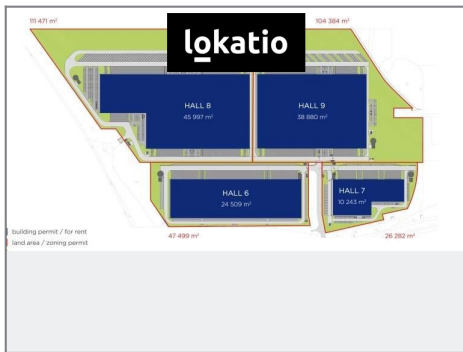 111 471 m²
104 384 m²
lokatio
HALL 8
45 997 m²
HALL 9
38 880 m²
HALL 6
24 509 m²
HALL 7
10 243 m²
building permit / for rent
land area / zoning permit
47 499 m²
26 282 m²